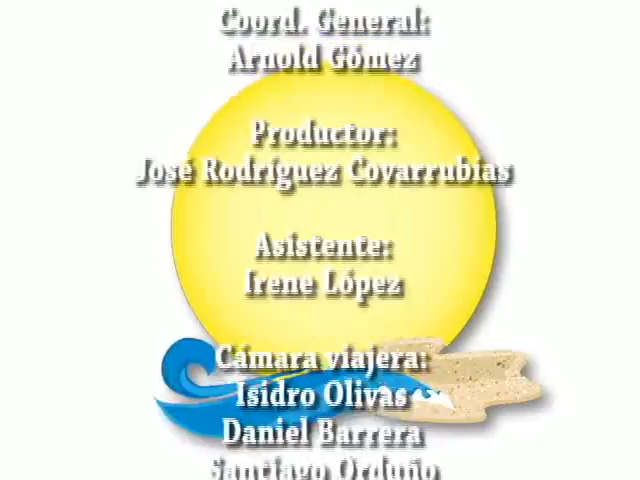 Coord. General:
Arnold Gómez
Productor:
José Rodríguez Covarrubias
Asistente:
Irene López
Cámara viajera:
Isidro Olivas
Daniel Barrera
Santiago Orduño